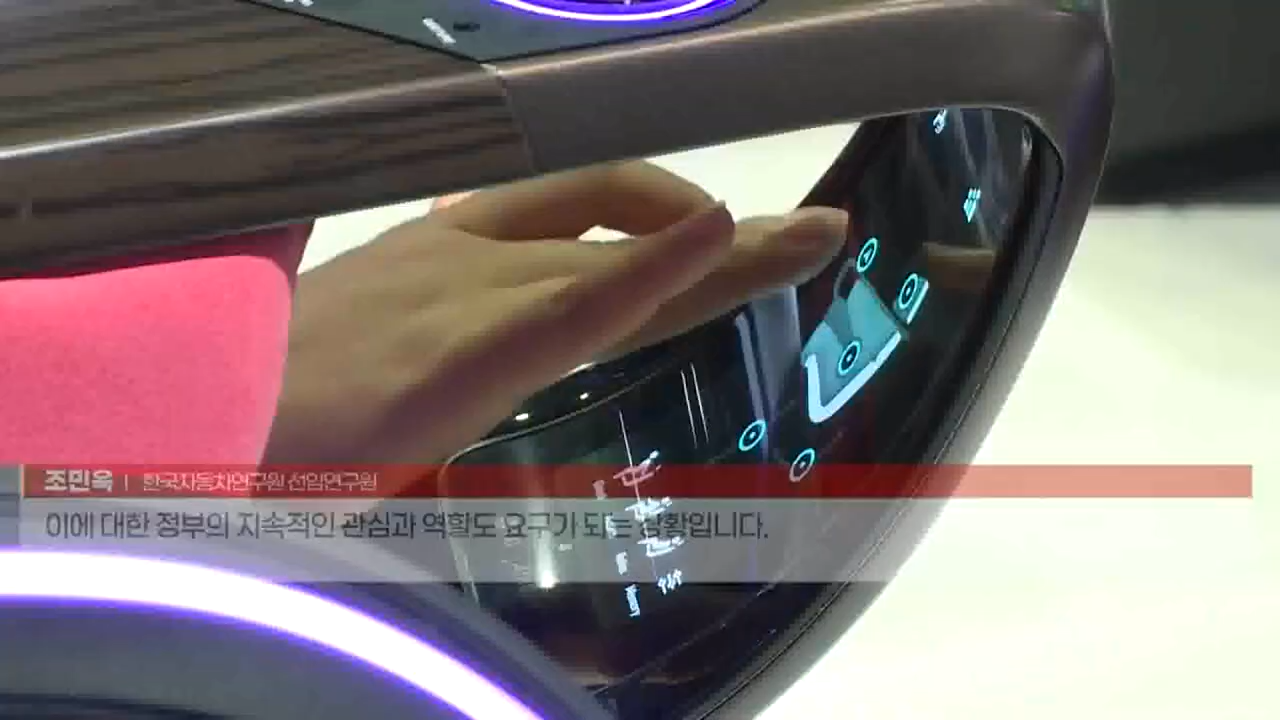 조민욱 | 한국자동차연구원 선임연구원
이에 대한 정부의 지속적인 관심과 역할도 요구가 되는 상황입니다.